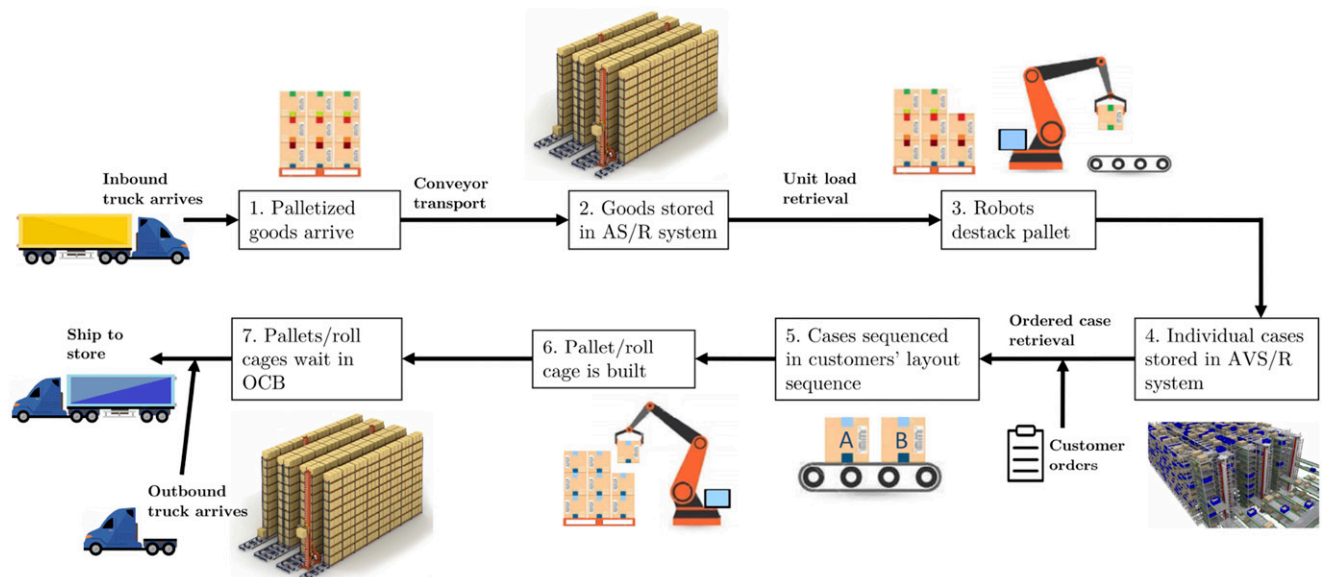 Inbound
truck arrives
1. Palletized
goods arrive
Conveyor
transport
2. Goods stored
in AS/R system
Unit load
retrieval
3. Robots
destack pallet
4. Individual cases
stored in AVS/R
system
Ordered case
retrieval
Customer
orders
5. Cases sequenced
in customers' layout
sequence
A B
6. Pallet/roll
cage is built
7. Pallets/roll
cages wait in
OCB
Ship to
store
Outbound
truck arrives